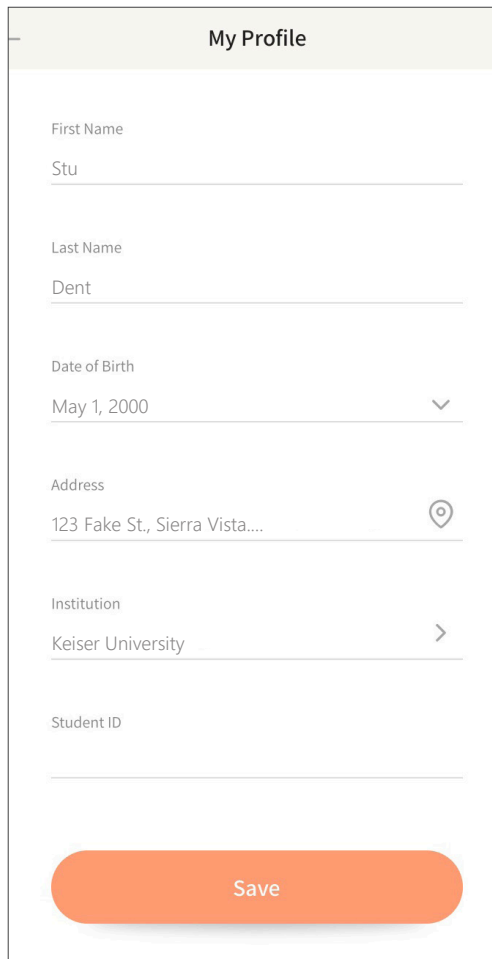 My Profile
First Name
Stu
Last Name
Dent
Date of Birth
May 1, 2000
Address
123 Fake St., Sierra Vista....
Institution
Keiser University
Student ID
Save